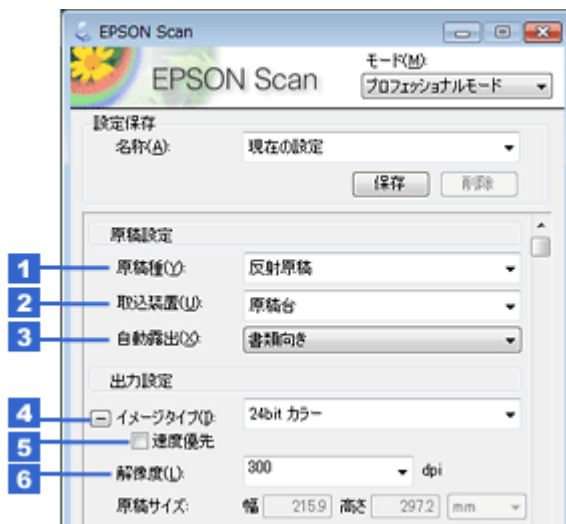 EPSON Scan
EPSON Scan
モード(M):
プロフェッショナルモード
設定保存
名称(A):
現在の設定
保存
削除
原稿設定
1 原稿種(Y): 反射原稿
2 取込装置(U): 原稿台
3 自動露出(X): 書類向き
出力設定
4 イメージタイプ(I): 24bit カラー
5 速度優先
6 解像度(L): 300 dpi
原稿サイズ: 幅 215.9 高さ 297.2 mm